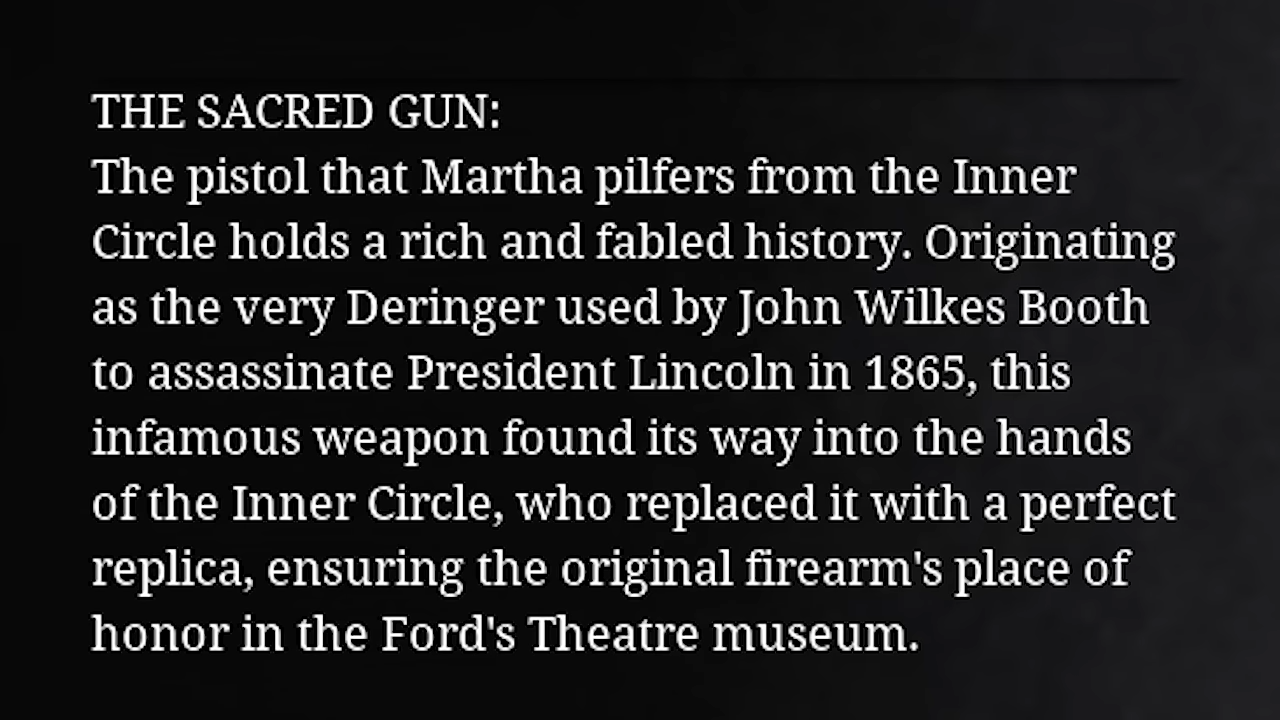 THE SACRED GUN:
The pistol that Martha pilfers from the Inner
Circle holds a rich and fabled history. Originating
as the very Deringer used by John Wilkes Booth
to assassinate President Lincoln in 1865, this
infamous weapon found its way into the hands
of the Inner Circle, who replaced it with a perfect
replica, ensuring the original firearm's place of
honor in the Ford's Theatre museum.